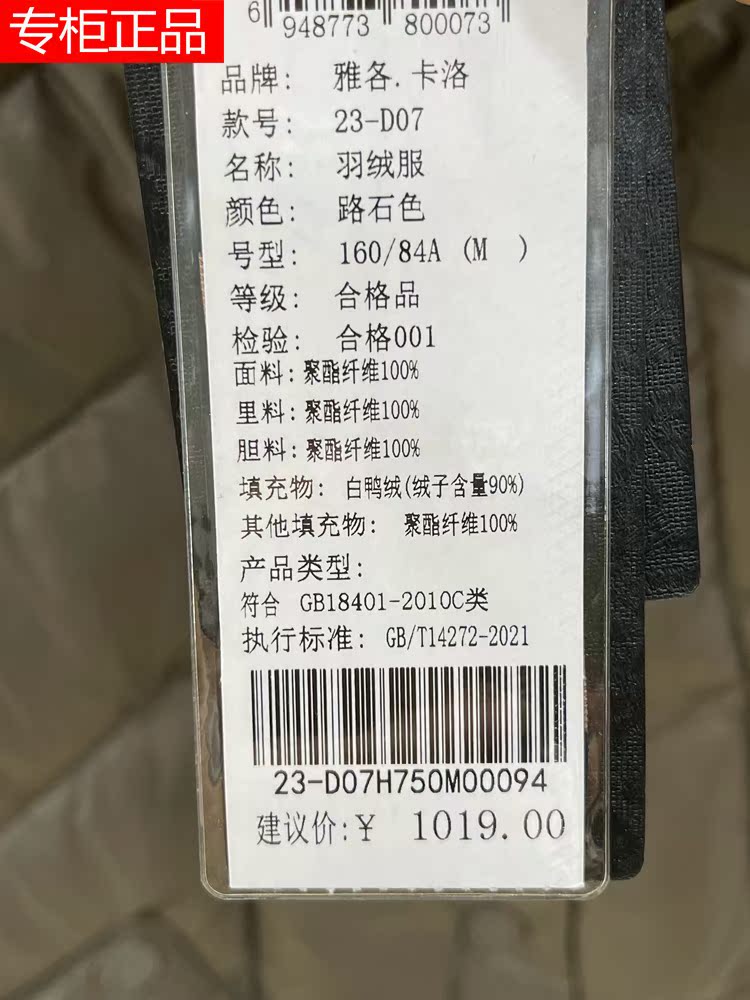 专柜正品
6 948773 800073
品牌: 雅各.卡洛
款号: 23-D07
名称: 羽绒服
颜色: 路石色
号型: 160/84A (M )
等级: 合格品
检验: 合格001
面料: 聚酯纤维100%
里料: 聚酯纤维100%
胆料: 聚酯纤维100%
填充物: 白鸭绒(绒子含量90%)
其他填充物: 聚酯纤维100%
产品类型:
符合 GB18401-2010C类
执行标准: GB/T14272-2021
23-D07H750M00094
建议价:¥ 1019.00